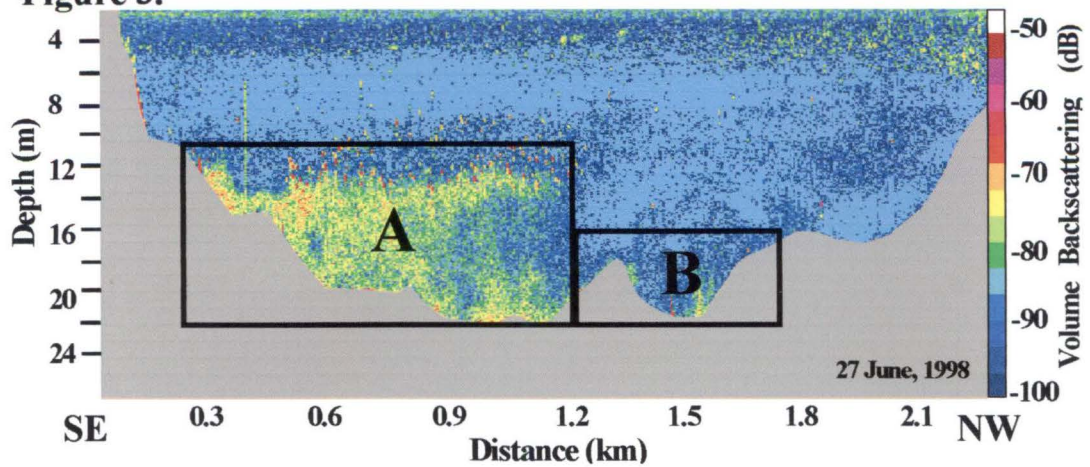 Figure 3.
4
8
12
16
20
24
Depth (m)
A
B
27 June, 1998
SE
0.3
0.6
0.9
1.2
1.5
1.8
2.1
NW
Distance (km)
-50
-60
-70
-80
-90
-100
Volume Backscattering (dB)